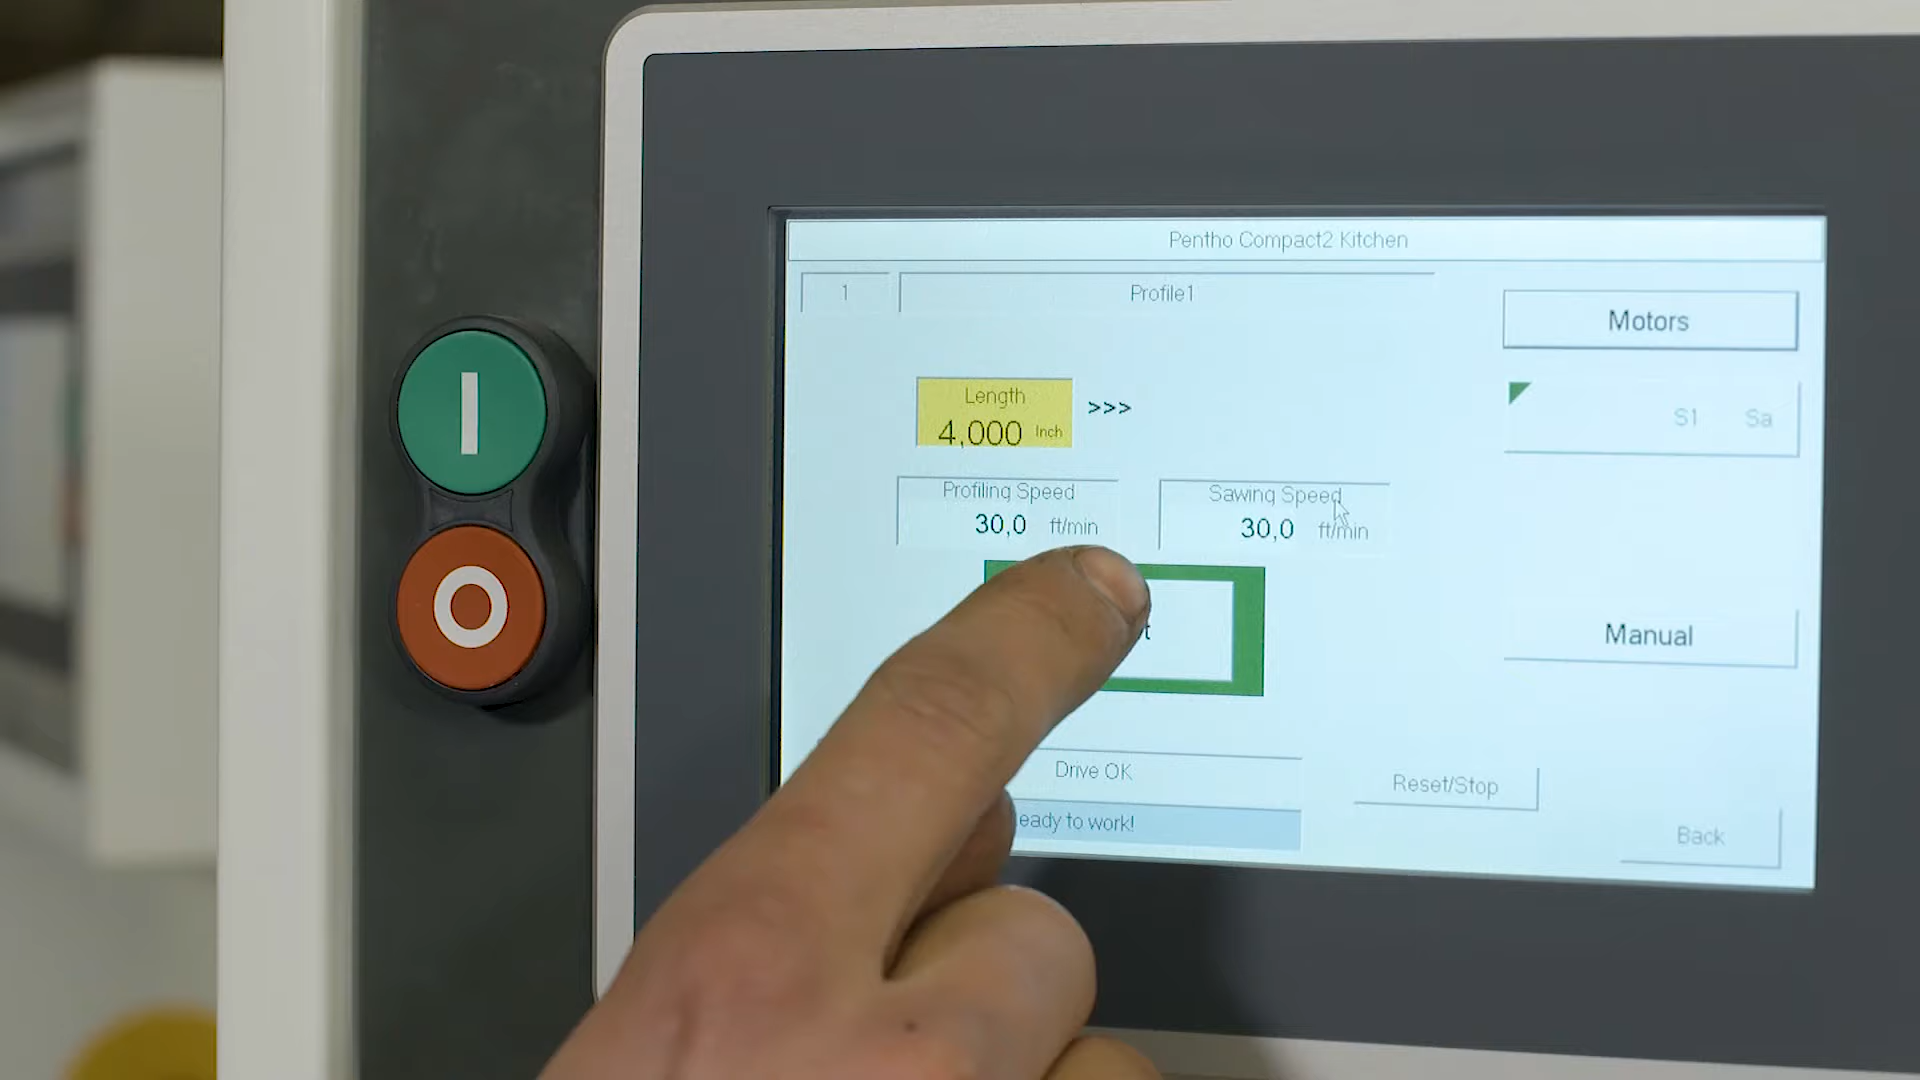 Pentho Compact2 Kitchen
1 Profile1
Motors
Length
4,000 Inch >>>
S1 Sa
Profiling Speed
30,0 ft/min
Sawing Speed
30,0 ft/min
Manual
Drive OK
Reset/Stop
eady to work!
Back